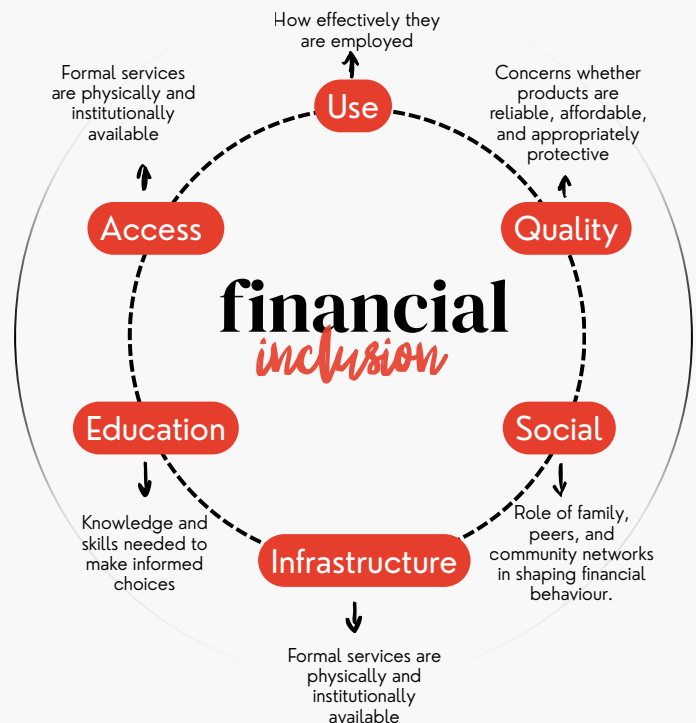 How effectively they
are employed
Use
Formal services
are physically and
institutionally
available
Access
Concerns whether
products are
reliable, affordable,
and appropriately
protective
Quality
financial
inclusion
Education
Knowledge and
skills needed to
make informed
choices
Social
Role of family,
peers, and
community networks
in shaping financial
behaviour.
Infrastructure
Formal services are
physically and
institutionally
available